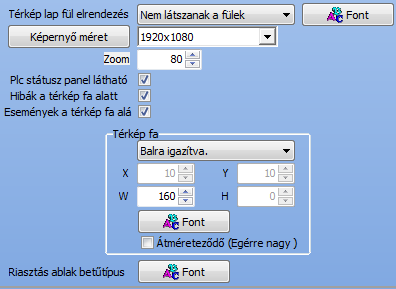 Térkép lap fül elrendezés Nem látszanak a fülek Font
Képernyő méret 1920x1080
Zoom 80
Plc státusz panel látható
Hibák a térkép fa alatt
Események a térkép fa alá
Térkép fa
Balra igazítva.
X 10 Y 10
W 160 H 0
Font
Átméreteződő (Egérre nagy )
Riasztás ablak betűtípus Font